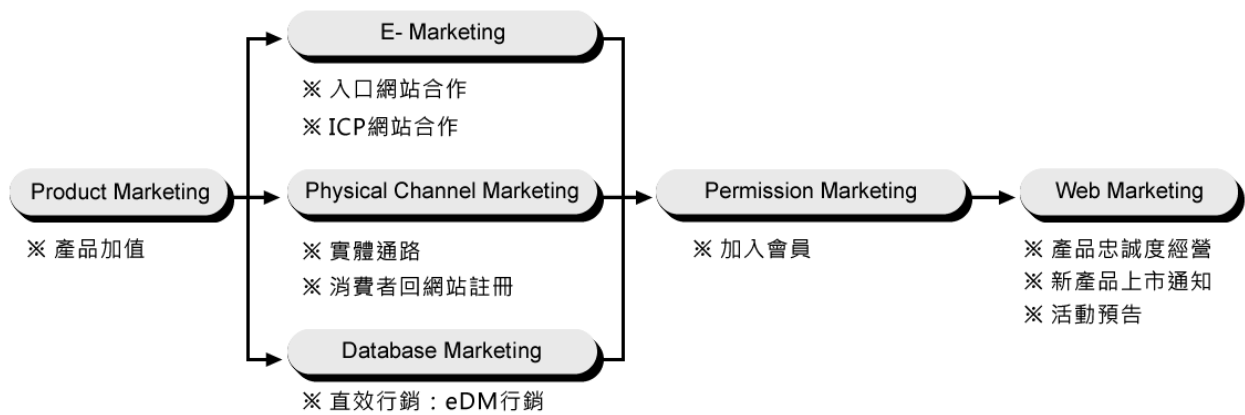 E- Marketing
※ 入口網站合作
※ ICP網站合作
Product Marketing
※ 產品加值
Physical Channel Marketing
※ 實體通路
※ 消費者回網站註冊
Database Marketing
※ 直效行銷：eDM行銷
Permission Marketing
※ 加入會員
Web Marketing
※ 產品忠誠度經營
※ 新產品上市通知
※ 活動預告